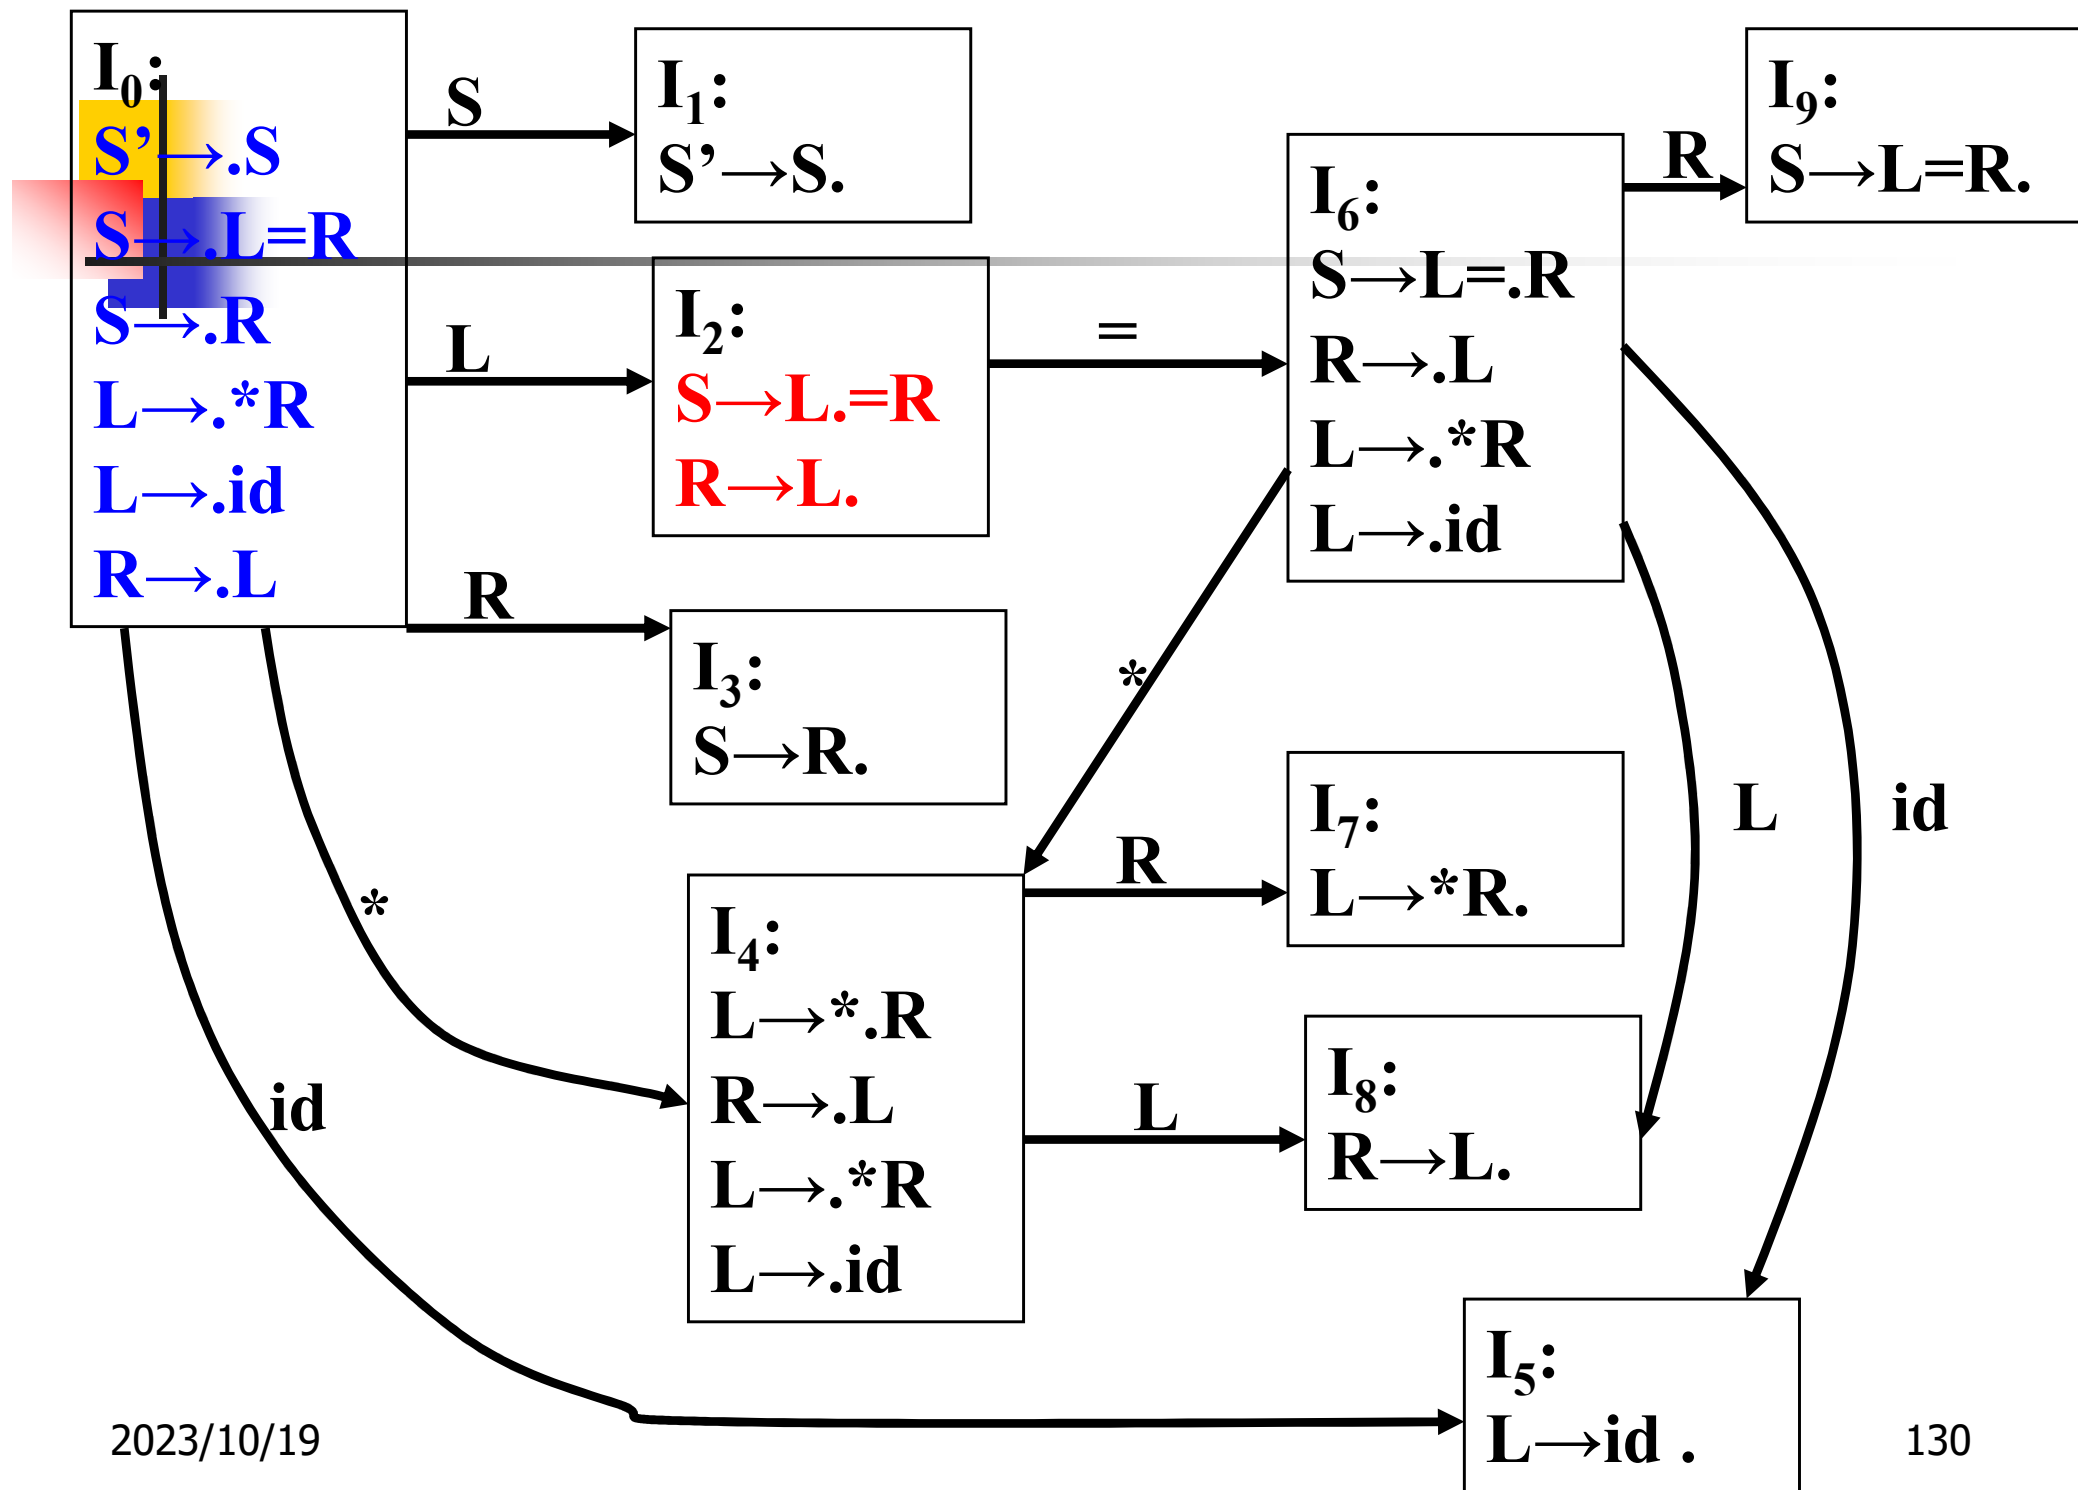 I₀:
S’→.S
S→.L=R
S→.R
L→.*R
L→.id
R→.L
S
I₁:
S’→S.
L
I₂:
S→L.=R
R→L.
=
R
I₃:
S→R.
I₆:
S→L=.R
R→.L
L→.*R
L→.id
R
I₉:
S→L=R.
*
*
id
I₄:
L→*.R
R→.L
L→.*R
L→.id
R
I₇:
L→*R.
L
I₈:
R→L.
L
id
I₅:
L→id .
2023/10/19
130